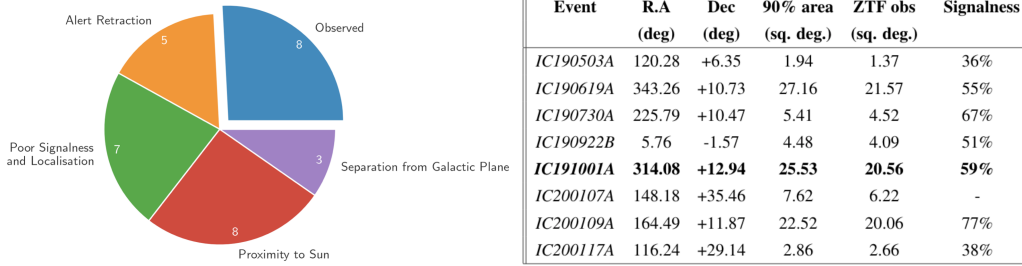 Alert Retraction
5
Observed
8
Poor Signalness
and Localisation
7
3
Separation from Galactic Plane
8
Proximity to Sun
Event R.A Dec 90% area ZTF obs Signalness
(deg) (deg) (sq. deg.) (sq. deg.)
IC190503A 120.28 +6.35 1.94 1.37 36%
IC190619A 343.26 +10.73 27.16 21.57 55%
IC190730A 225.79 +10.47 5.41 4.52 67%
IC190922B 5.76 -1.57 4.48 4.09 51%
IC191001A 314.08 +12.94 25.53 20.56 59%
IC200107A 148.18 +35.46 7.62 6.22 -
IC200109A 164.49 +11.87 22.52 20.06 77%
IC200117A 116.24 +29.14 2.86 2.66 38%